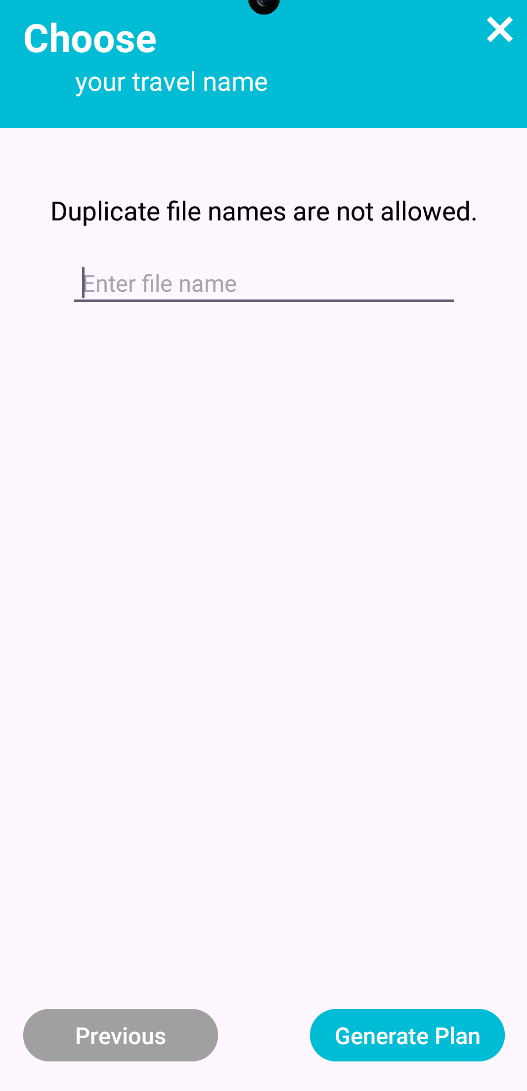 Choose
your travel name
Duplicate file names are not allowed.
Enter file name
Previous
Generate Plan